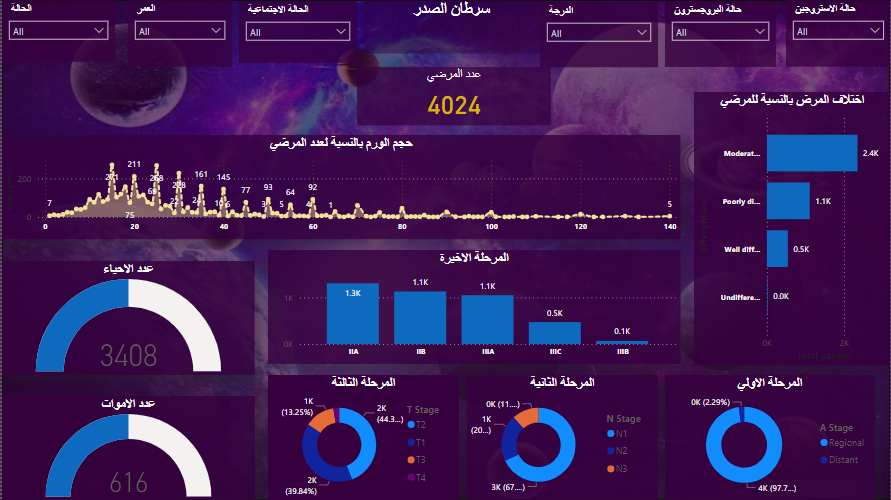 الحالة
All
العمر
All
الحالة الاجتماعية
All
سرطان الصدر
الدرجة
All
حالة البروجسترون
All
حالة الاستروجين
All
عدد المرضي
4024
حجم الورم بالنسبة لعدد المرضي
200
0
7
211
75
161
145
77
93
5
64
92
1
5
0
20
40
60
80
100
120
140
اختلاف المرض بالنسبة للمرضي
Moderat... 2.4K
Poorly di... 1.1K
Well diff... 0.5K
Undiffere... 0.0K
0K 2K
عدد الاحياء
3408
المرحلة الاخيرة
1K
0K
1.3K
1.1K
1.1K
0.5K
0.1K
IIA IIB IIIA IIIC IIIB
عدد الاموات
616
المرحلة الثالثة
1K
(13.25%)
2K
(44.3...)
2K
(39.84%)
T Stage
T2
T1
T3
T4
المرحلة الثانية
0K (11....)
1K
(20...)
3K (67....)
N Stage
N1
N2
N3
المرحلة الاولي
0K (2.29%)
4K (97.7...)
A Stage
Regional
Distant